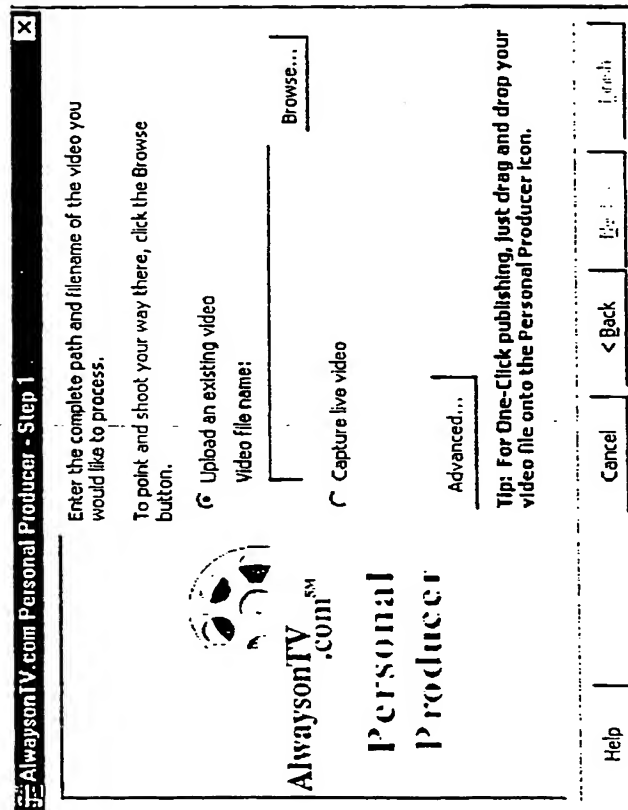 AlwaysonTV.com Personal Producer - Step 1
Enter the complete path and filename of the video you
would like to process.
To point and shoot your way there, click the Browse
button.
Upload an existing video
Video file name:
Browse...
Capture live video
Advanced...
Tip: For One-Click publishing, just drag and drop your
video file onto the Personal Producer icon.
AlwaysonTV
.com SM
Personal
Producer
Help
Cancel
< Back